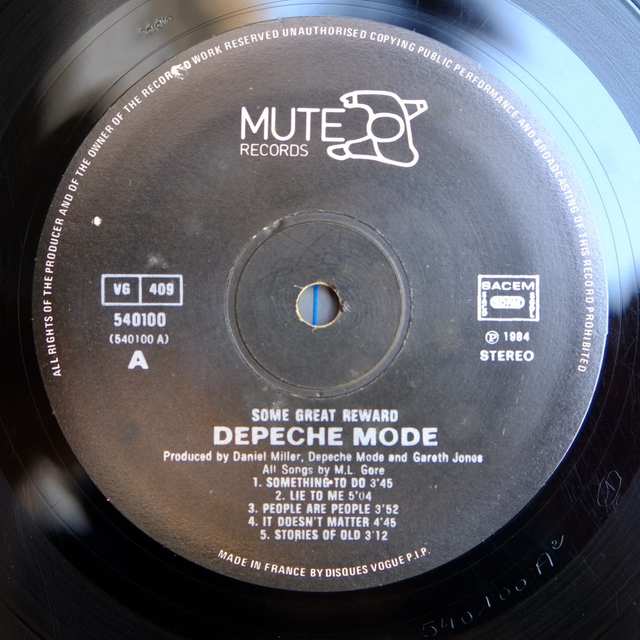 ALL RIGHTS OF THE PRODUCER AND OF THE OWNER OF THE RECORDED WORK RESERVED UNAUTHORISED COPYING PUBLIC PERFORMANCE AND BROADCASTING OF THIS RECORD PROHIBITED
MUTE
RECORDS
VG 409
540100
(540100 A)
A
SACEM
℗ 1984
STEREO
SOME GREAT REWARD
DEPECHE MODE
Produced by Daniel Miller, Depeche Mode and Gareth Jones
All Songs by M.L. Gore
1. SOMETHING TO DO 3'45
2. LIE TO ME 5'04
3. PEOPLE ARE PEOPLE 3'52
4. IT DOESN'T MATTER 4'45
5. STORIES OF OLD 3'12
MADE IN FRANCE BY DISQUES VOGUE P.I.P.
540100 A²